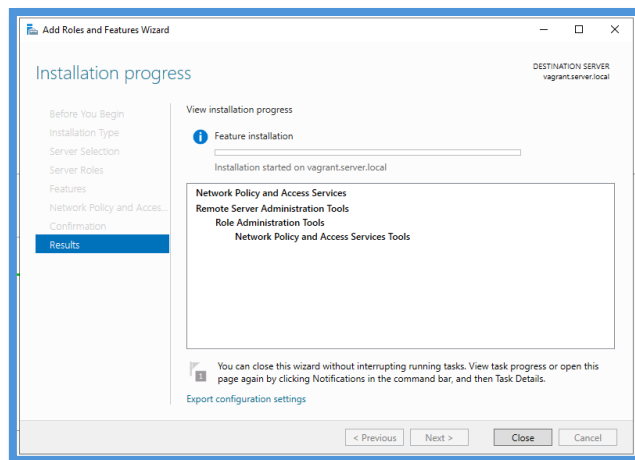 Add Roles and Features Wizard
Installation progress
DESTINATION SERVER
vagrant.server.local
Before You Begin
Installation Type
Server Selection
Server Roles
Features
Network Policy and Acces...
Confirmation
Results
View installation progress
Feature installation
Installation started on vagrant.server.local
Network Policy and Access Services
Remote Server Administration Tools
Role Administration Tools
Network Policy and Access Services Tools
1
You can close this wizard without interrupting running tasks. View task progress or open this
page again by clicking Notifications in the command bar, and then Task Details.
Export configuration settings
< Previous
Next >
Close
Cancel